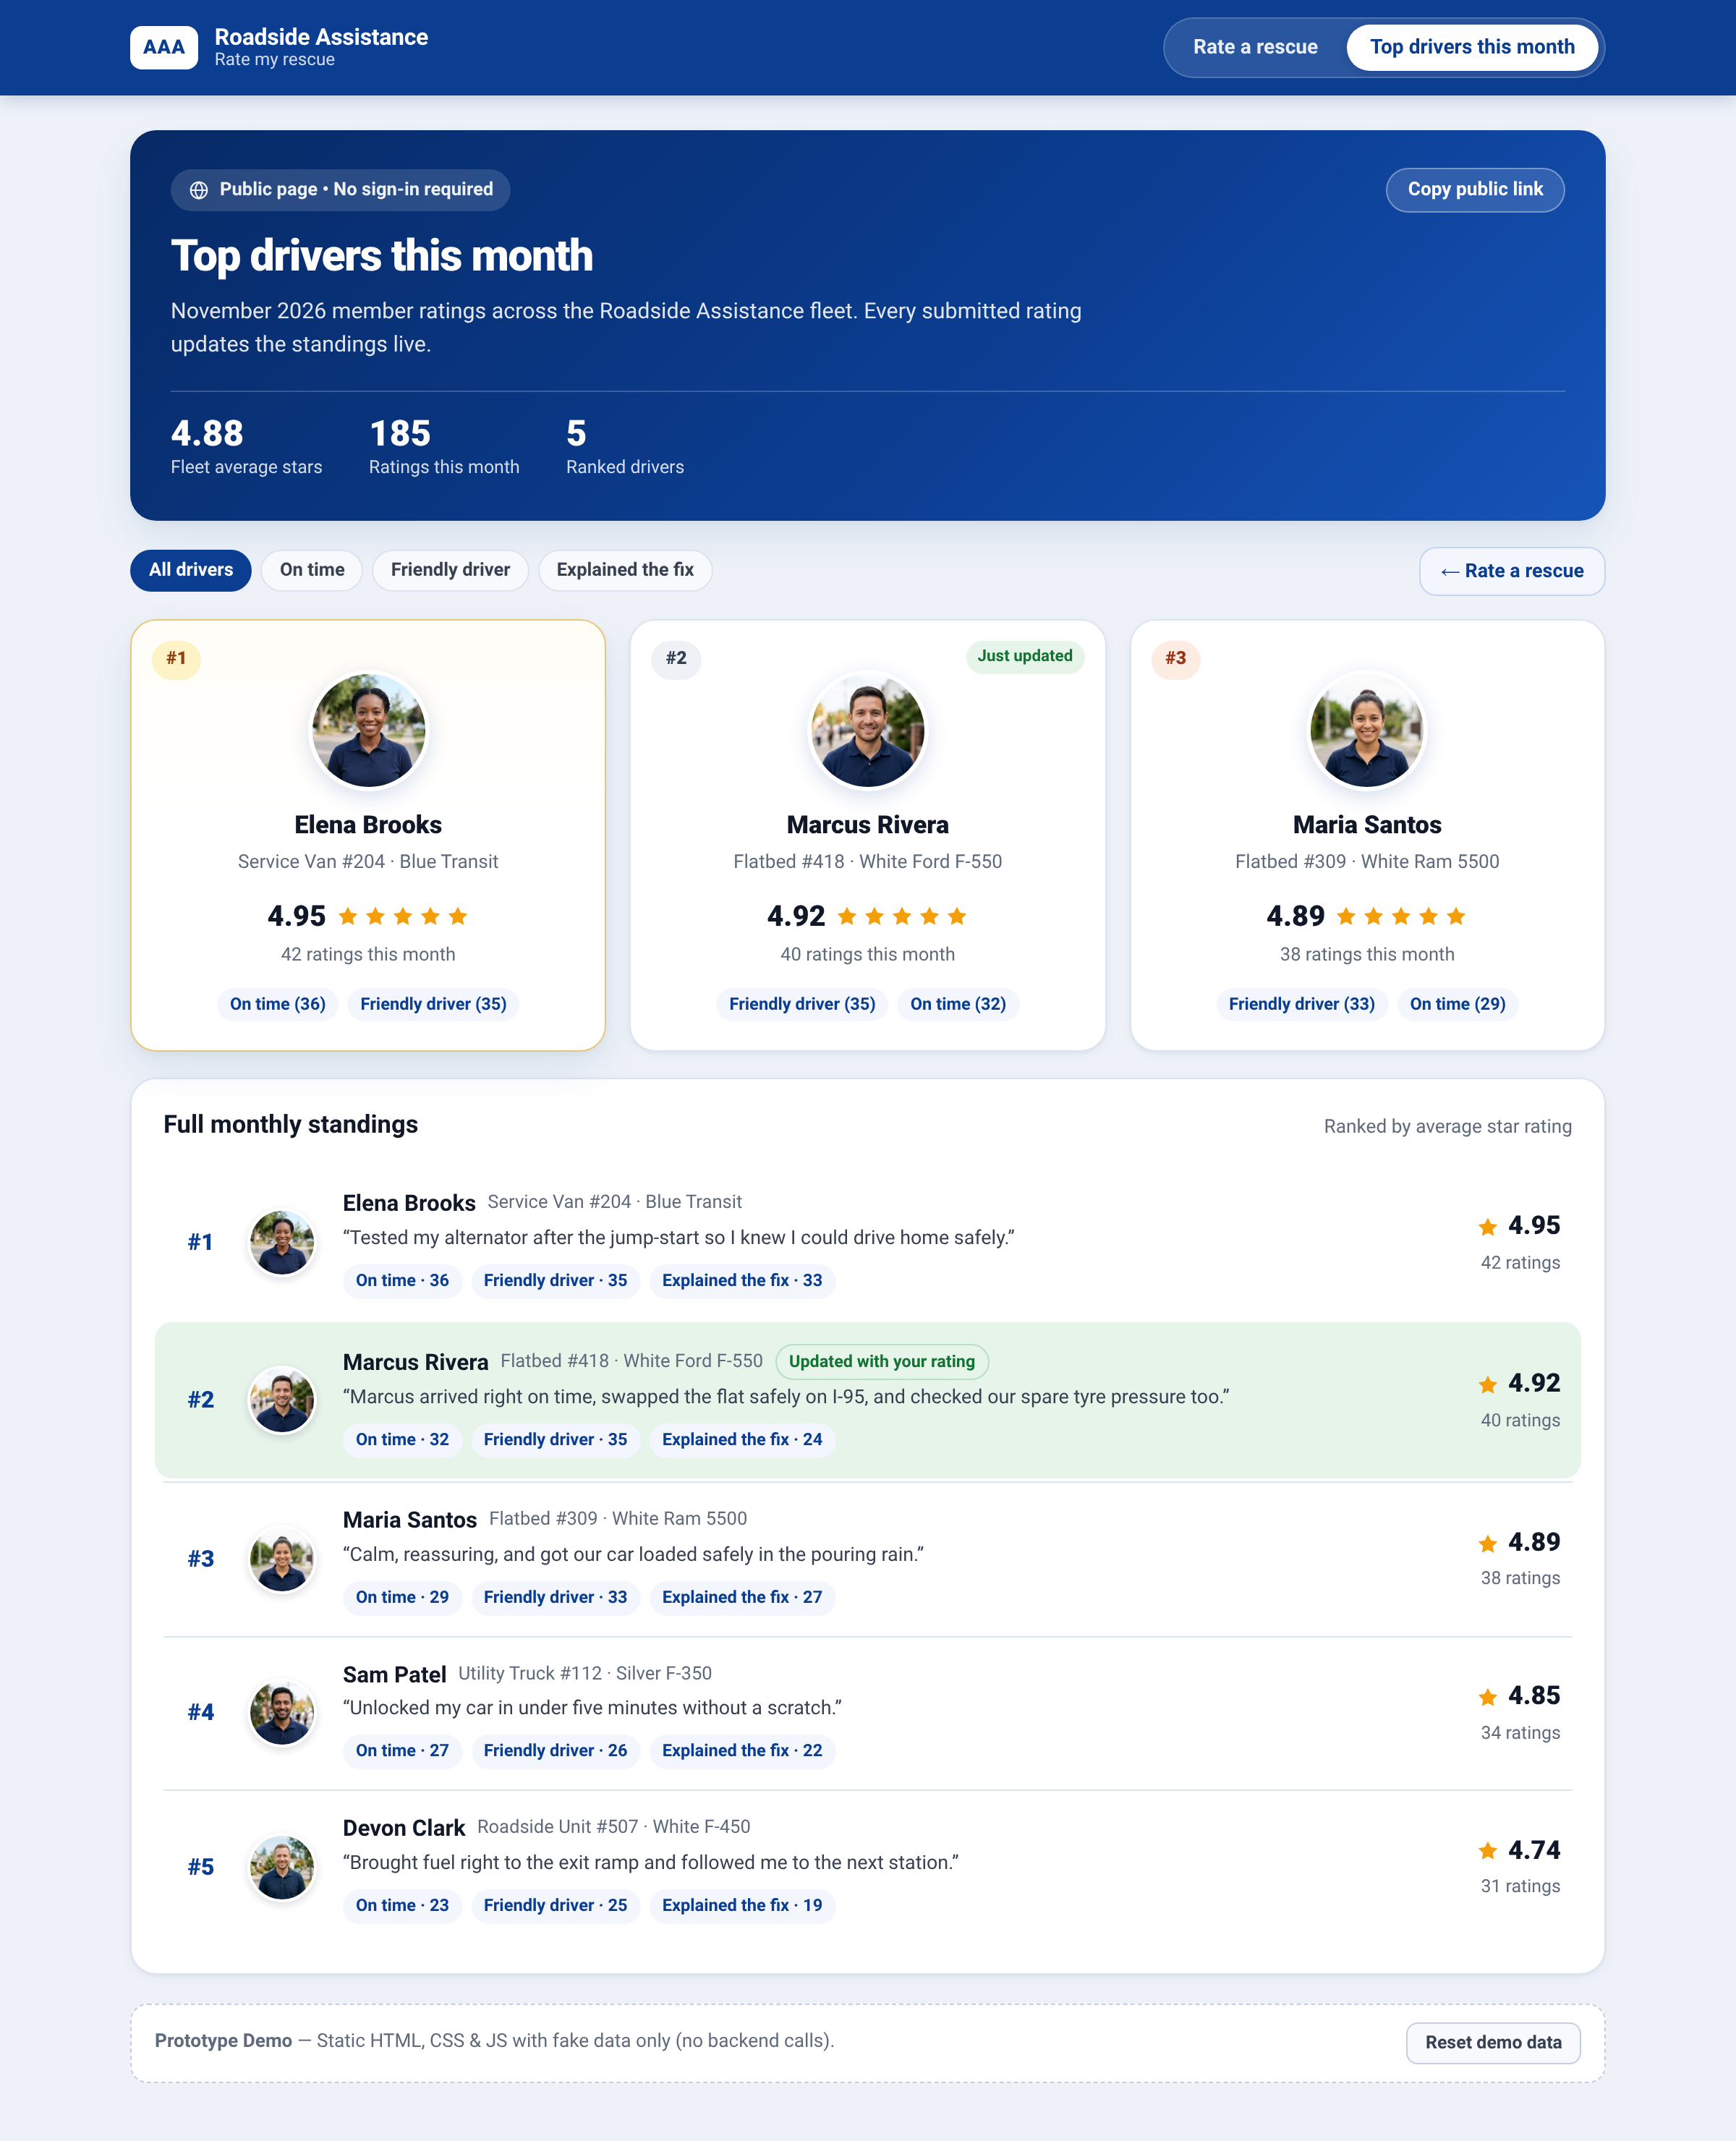 AAA
Roadside Assistance
Rate my rescue
Rate a rescue
Top drivers this month
Public page • No sign-in required
Copy public link
Top drivers this month
November 2026 member ratings across the Roadside Assistance fleet. Every submitted rating
updates the standings live.
4.88
Fleet average stars
185
Ratings this month
5
Ranked drivers
All drivers
On time
Friendly driver
Explained the fix
← Rate a rescue
#1
Elena Brooks
Service Van #204 · Blue Transit
4.95
42 ratings this month
On time (36)
Friendly driver (35)
#2
Just updated
Marcus Rivera
Flatbed #418 · White Ford F-550
4.92
40 ratings this month
Friendly driver (35)
On time (32)
#3
Maria Santos
Flatbed #309 · White Ram 5500
4.89
38 ratings this month
Friendly driver (33)
On time (29)
Full monthly standings
Ranked by average star rating
#1
Elena Brooks Service Van #204 · Blue Transit
“Tested my alternator after the jump-start so I knew I could drive home safely.”
On time · 36
Friendly driver · 35
Explained the fix · 33
4.95
42 ratings
#2
Marcus Rivera Flatbed #418 · White Ford F-550 Updated with your rating
“Marcus arrived right on time, swapped the flat safely on I-95, and checked our spare tyre pressure too.”
On time · 32
Friendly driver · 35
Explained the fix · 24
4.92
40 ratings
#3
Maria Santos Flatbed #309 · White Ram 5500
“Calm, reassuring, and got our car loaded safely in the pouring rain.”
On time · 29
Friendly driver · 33
Explained the fix · 27
4.89
38 ratings
#4
Sam Patel Utility Truck #112 · Silver F-350
“Unlocked my car in under five minutes without a scratch.”
On time · 27
Friendly driver · 26
Explained the fix · 22
4.85
34 ratings
#5
Devon Clark Roadside Unit #507 · White F-450
“Brought fuel right to the exit ramp and followed me to the next station.”
On time · 23
Friendly driver · 25
Explained the fix · 19
4.74
31 ratings
Prototype Demo — Static HTML, CSS & JS with fake data only (no backend calls).
Reset demo data